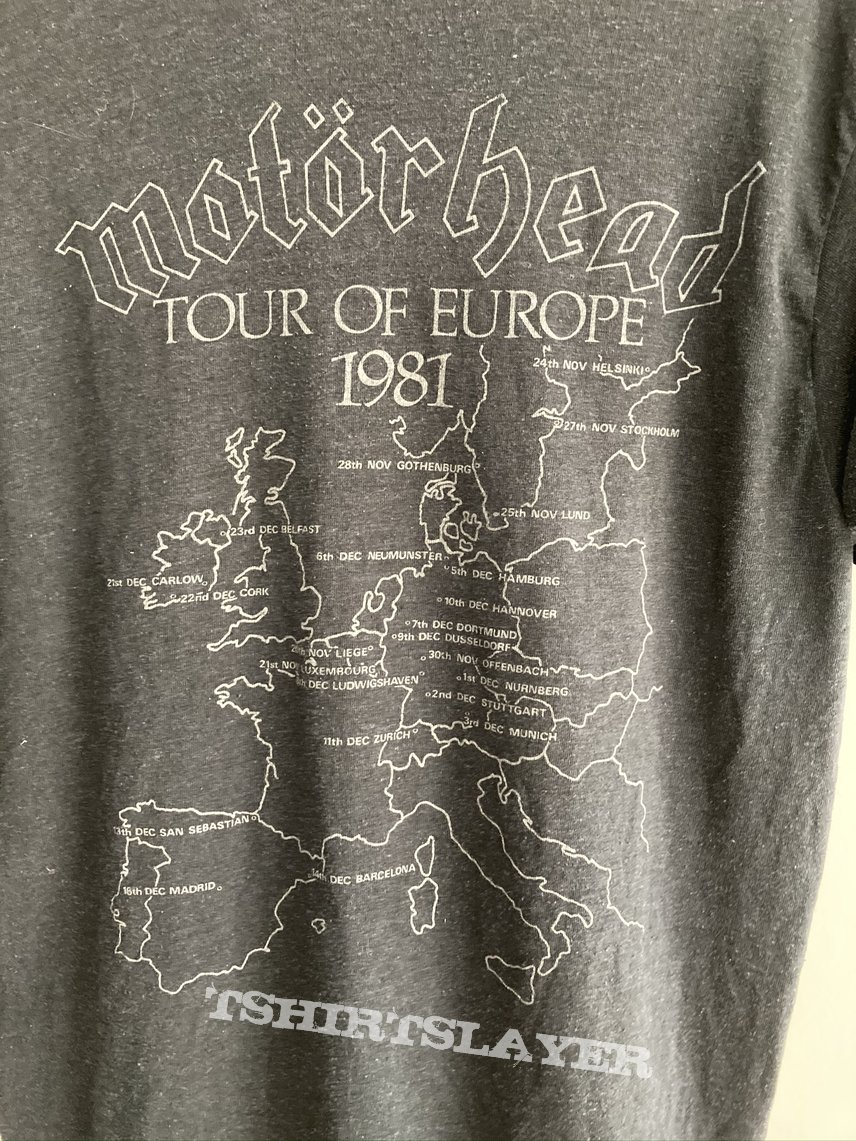 motörhead
TOUR OF EUROPE
1981
24th NOV HELSINKI
27th NOV STOCKHOLM
28th NOV GOTHENBURG
25th NOV LUND
23rd DEC BELFAST
6th DEC NEUMUNSTER
5th DEC HAMBURG
21st DEC CARLOW
22nd DEC CORK
10th DEC HANNOVER
7th DEC DORTMUND
9th DEC DUSSELDORF
NOV LIEGE
30th NOV OFFENBACH
21st NOV LUXEMBOURG
DEC LUDWIGSHAVEN
1st DEC NURNBERG
2nd DEC STUTTGART
3rd DEC MUNICH
11th DEC ZURICH
13th DEC SAN SEBASTIAN
14th DEC BARCELONA
18th DEC MADRID
TSHIRTSLAYER